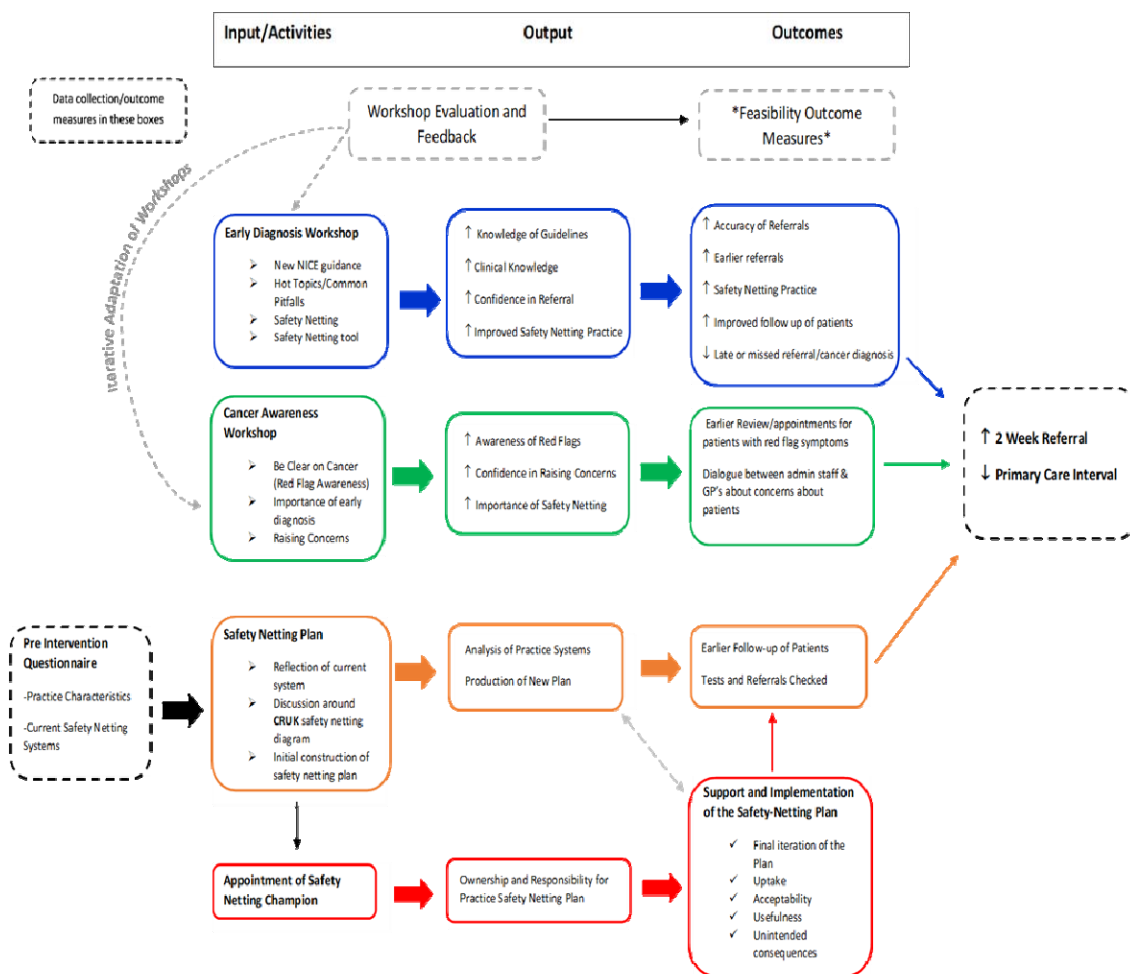 Input/Activities
Output
Outcomes
Data collection/outcome
measures in these boxes
Workshop Evaluation and
Feedback
*Feasibility Outcome
Measures*
Iterative Adaptation of Workshops
Early Diagnosis Workshop
➢ New NICE guidance
➢ Hot Topics/Common
Pitfalls
➢ Safety Netting
➢ Safety Netting tool
↑ Knowledge of Guidelines
↑ Clinical Knowledge
↑ Confidence in Referral
↑ Improved Safety Netting Practice
↑ Accuracy of Referrals
↑ Earlier referrals
↑ Safety Netting Practice
↑ Improved follow up of patients
↓ Late or missed referral/cancer diagnosis
Cancer Awareness
Workshop
➢ Be Clear on Cancer
(Red Flag Awareness)
➢ Importance of early
diagnosis
➢ Raising Concerns
↑ Awareness of Red Flags
↑ Confidence in Raising Concerns
↑ Importance of Safety Netting
Earlier Review/appointments for
patients with red flag symptoms
Dialogue between admin staff &
GP's about concerns about
patients
↑ 2 Week Referral
↓ Primary Care Interval
Pre Intervention
Questionnaire
-Practice Characteristics
-Current Safety Netting
Systems
Safety Netting Plan
➢ Reflection of current
system
➢ Discussion around
CRUK safety netting
diagram
➢ Initial construction of
safety netting plan
Analysis of Practice Systems
Production of New Plan
Earlier Follow-up of Patients
Tests and Referrals Checked
Appointment of Safety
Netting Champion
Ownership and Responsibility for
Practice Safety Netting Plan
Support and Implementation
of the Safety-Netting Plan
✓ Final iteration of the
Plan
✓ Uptake
✓ Acceptability
✓ Usefulness
✓ Unintended
consequences